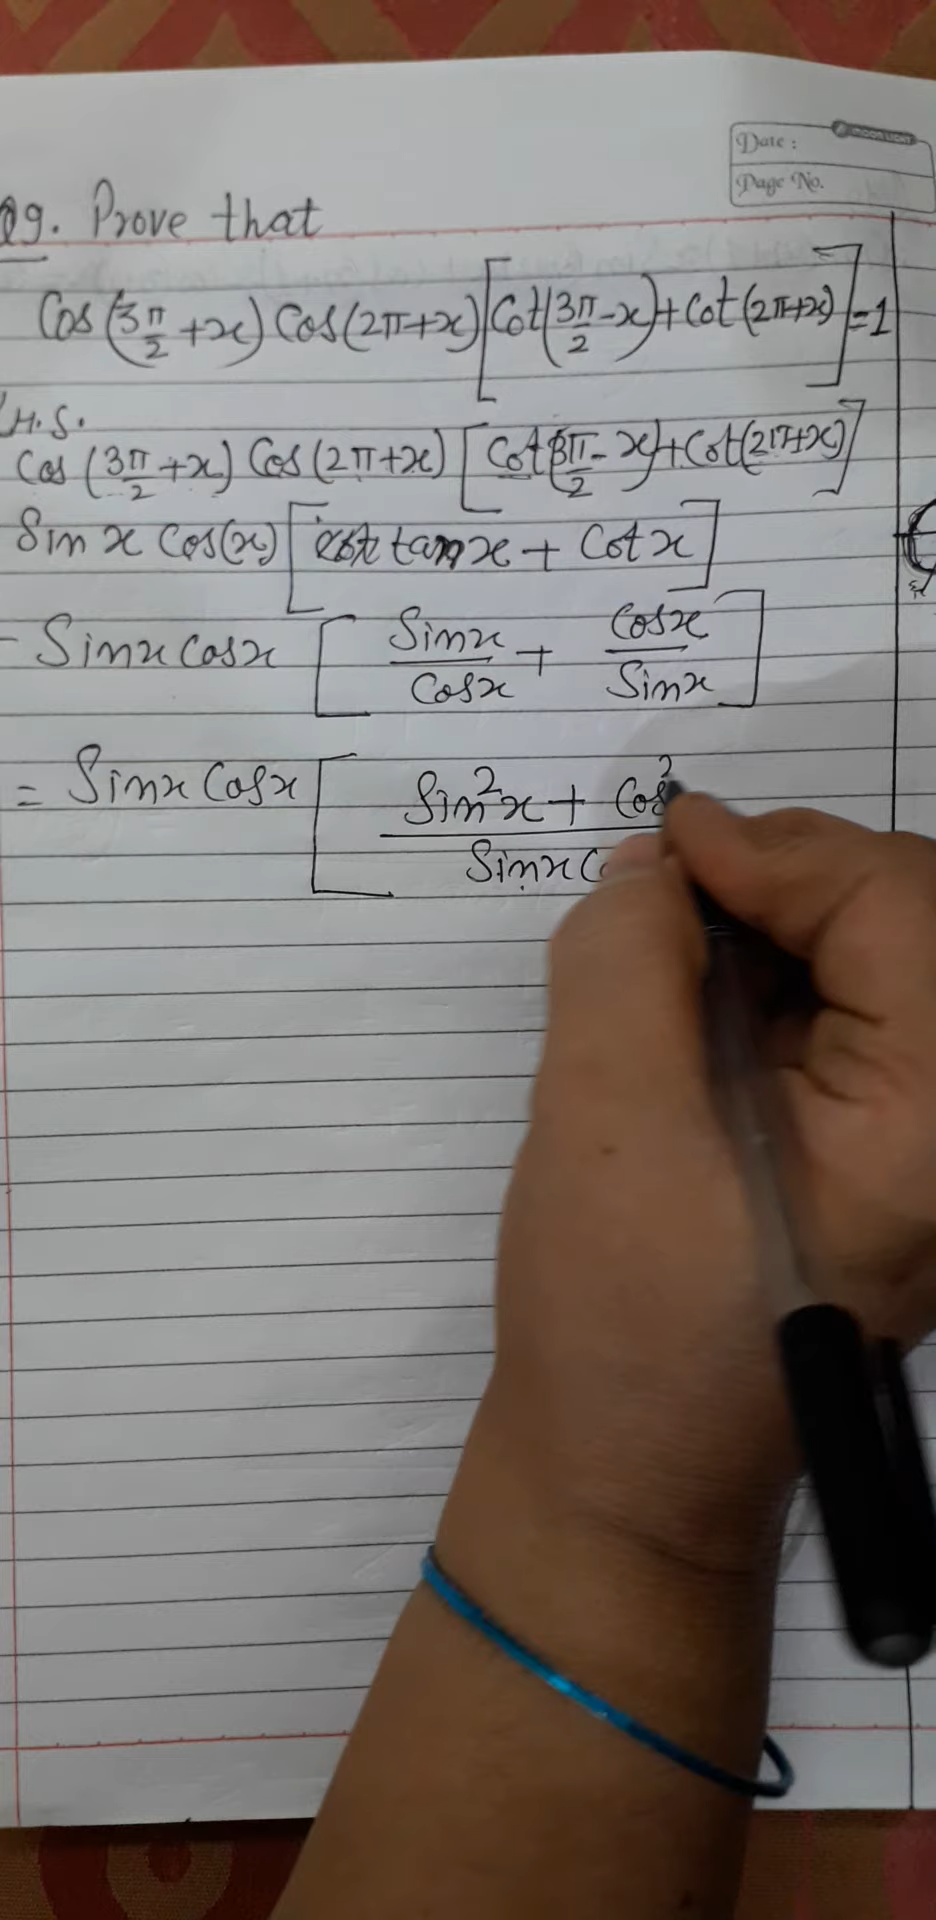 Date :
MOON LIGHT
Page No.
Q9. Prove that
Cos(3π/2 + x) Cos(2π+x) [Cot(3π/2 - x) + Cot(2π+x)] = 1
L.H.S.
Cos (3π/2 + x) Cos (2π+x) [Cot(3π/2 - x) + Cot(2π+x)]
Sin x Cos(x) [tan x + Cot x]
- Sinx Cosx [Sinx/Cosx + Cosx/Sinx]
= Sinx Cosx [Sin²x + Cos²/Sinx